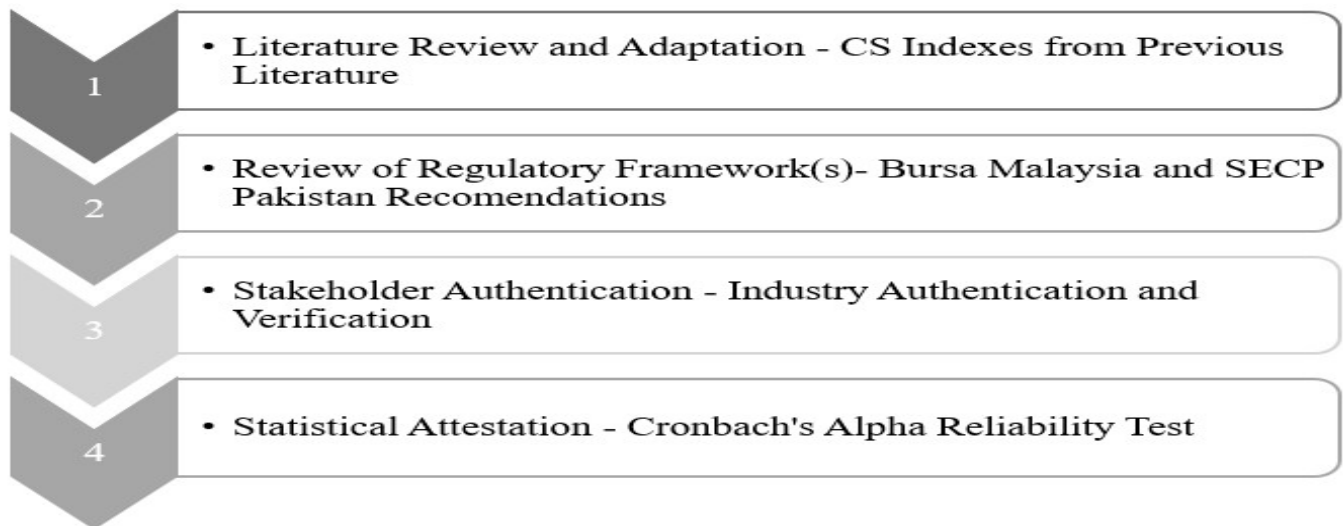 1
• Literature Review and Adaptation - CS Indexes from Previous
Literature
2
• Review of Regulatory Framework(s)- Bursa Malaysia and SECP
Pakistan Recomendations
3
• Stakeholder Authentication - Industry Authentication and
Verification
4
• Statistical Attestation - Cronbach's Alpha Reliability Test